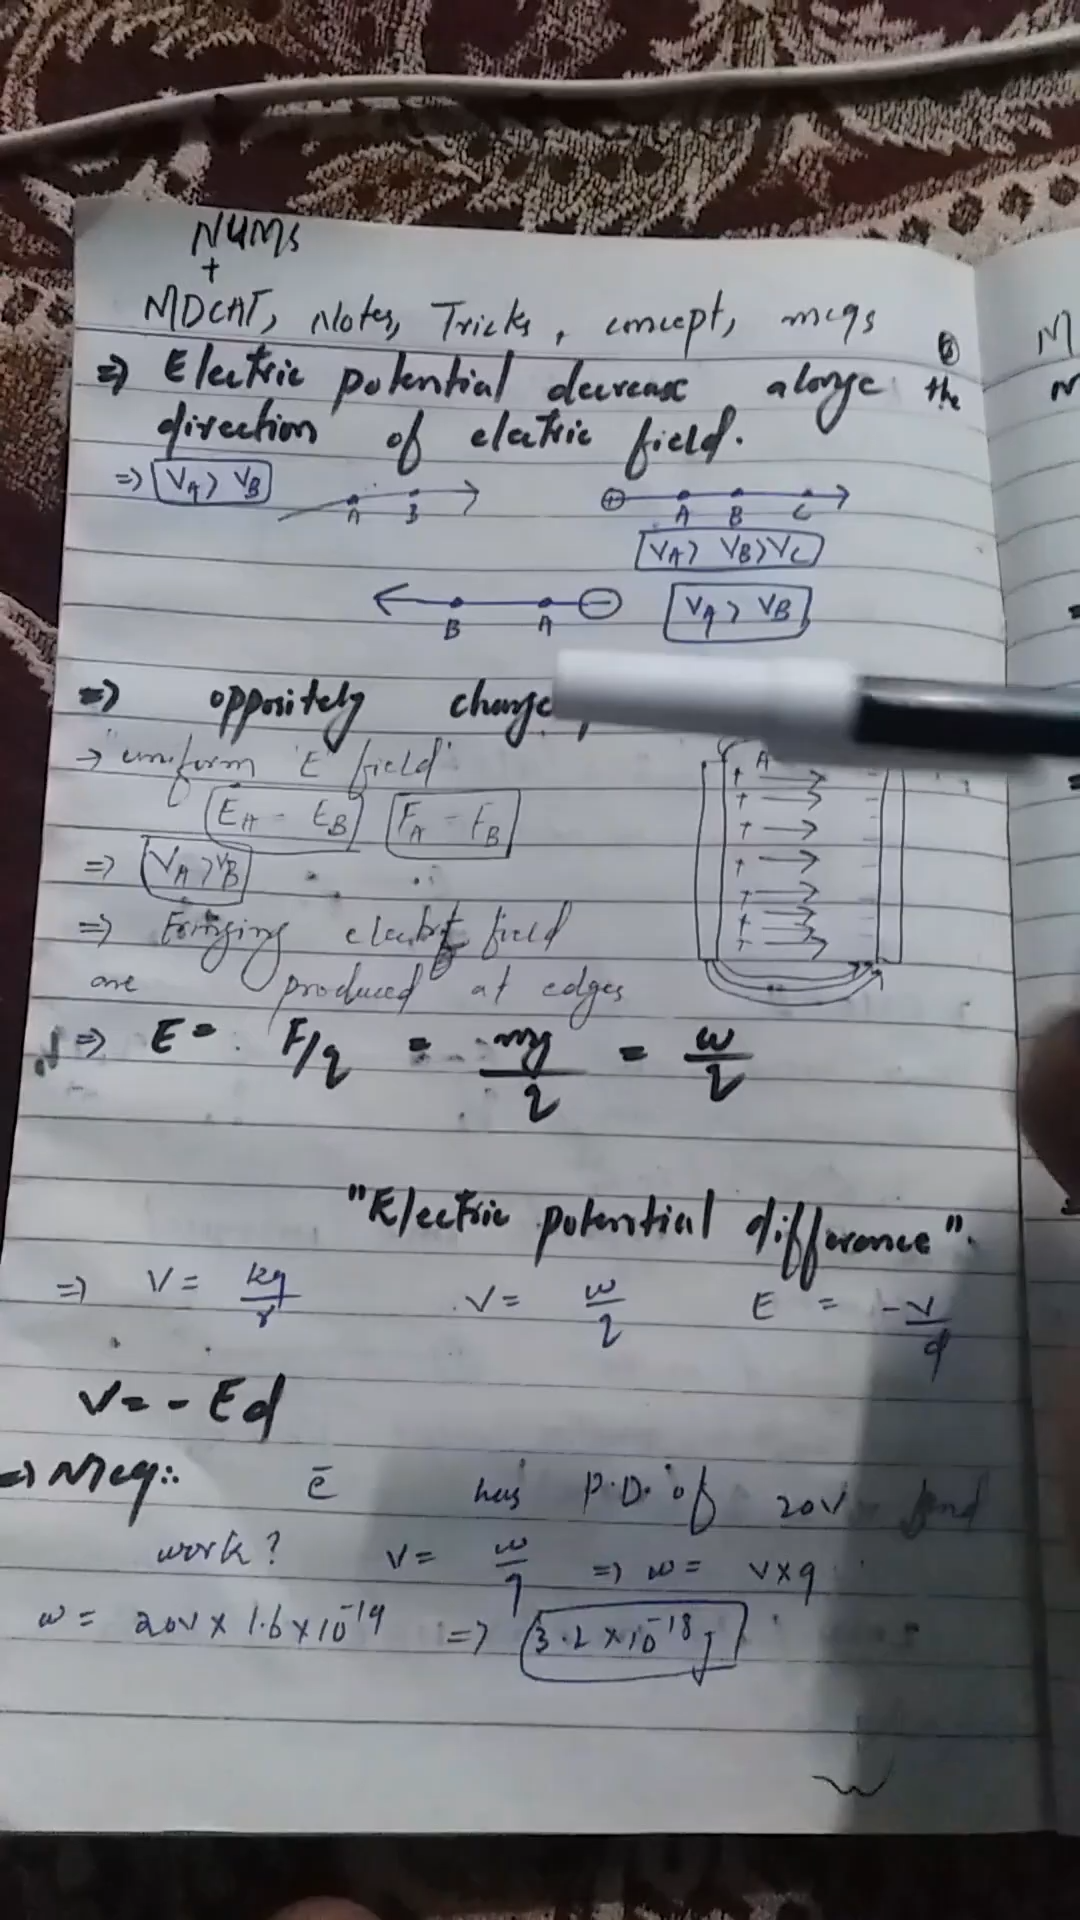 NUMS
+
MDCAT, Notes, Tricks, concept, mcqs
⇒ Electric potential decrease alonge the
direction of electric field.
⇒ VA > VB A B
+ A B C
VA > VB > VC
B A − VA > VB
⇒ oppositely charge
→ "uniform 'E' field"
EA = EB FA = FB
⇒ VA > VB
A
+ + + + + + +
⇒ Fringing electric field
are produced at edges
⇒ E = F/q = mg/q = w/q
"Electric potential difference".
⇒ V = kq/r V = w/q E = -V/d
V = - Ed
⇒ Mcq:. ē has P.D. of 20V find
work? V = w/q ⇒ w = V×q
w = 20V × 1.6×10⁻¹⁹ ⇒ 3.2 ×10⁻¹⁸ J